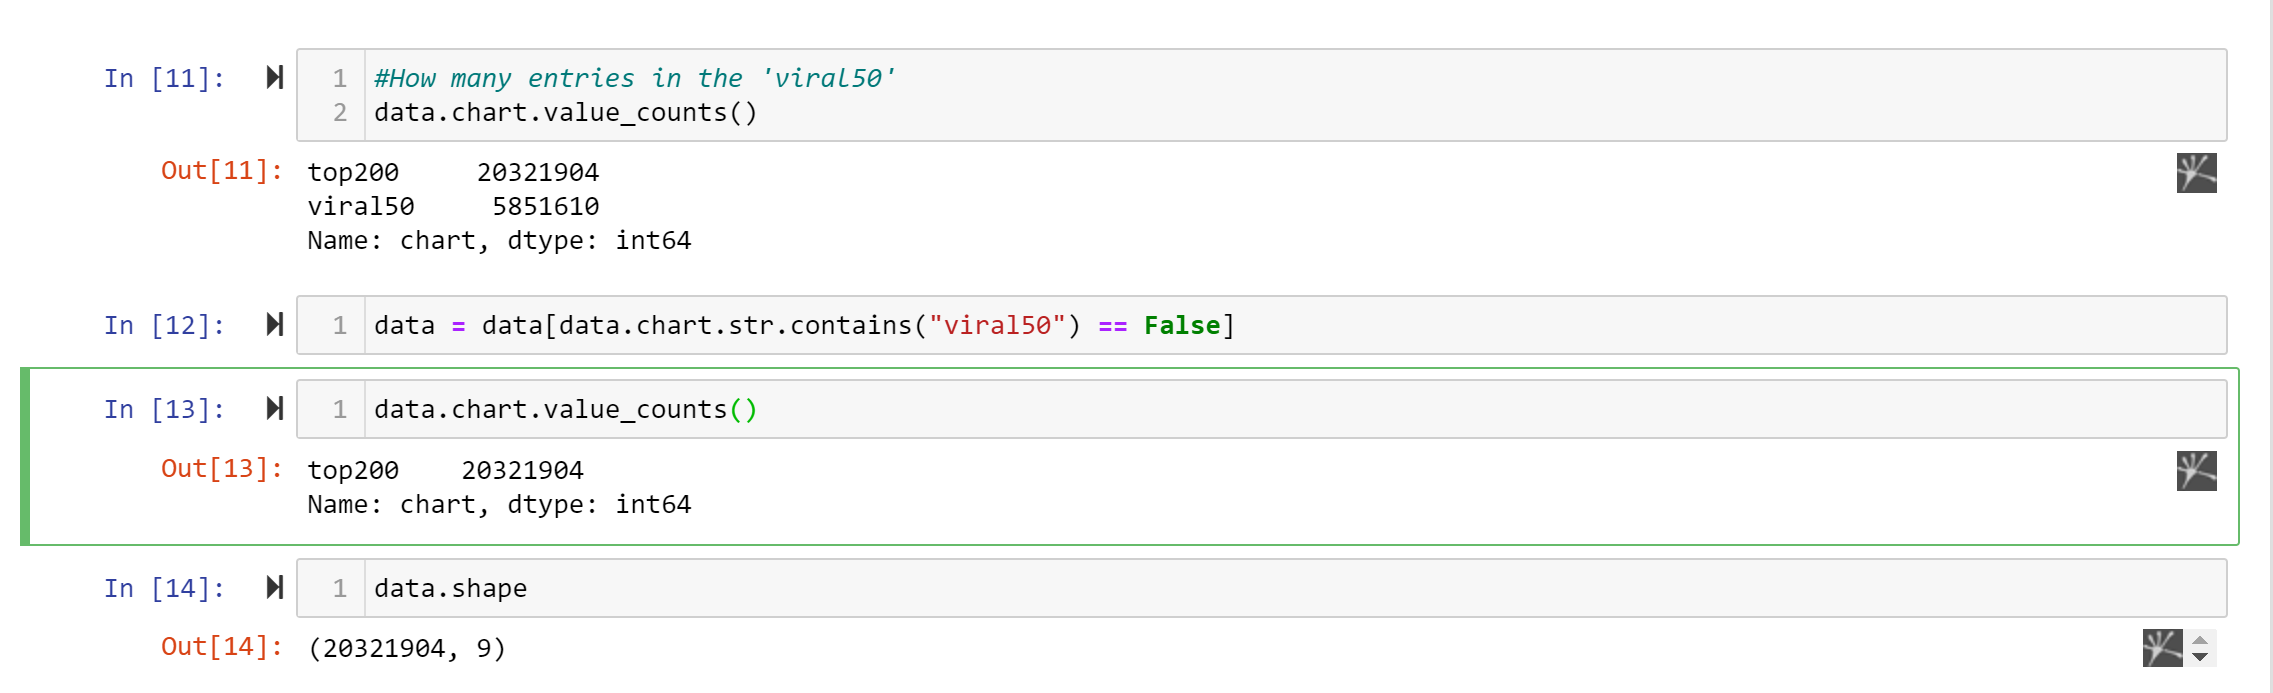 In [11]:
1 #How many entries in the 'viral50'
2 data.chart.value_counts()
Out[11]:
top200     20321904
viral50     5851610
Name: chart, dtype: int64
In [12]:
1 data = data[data.chart.str.contains("viral50") == False]
In [13]:
1 data.chart.value_counts()
Out[13]:
top200    20321904
Name: chart, dtype: int64
In [14]:
1 data.shape
Out[14]:
(20321904, 9)